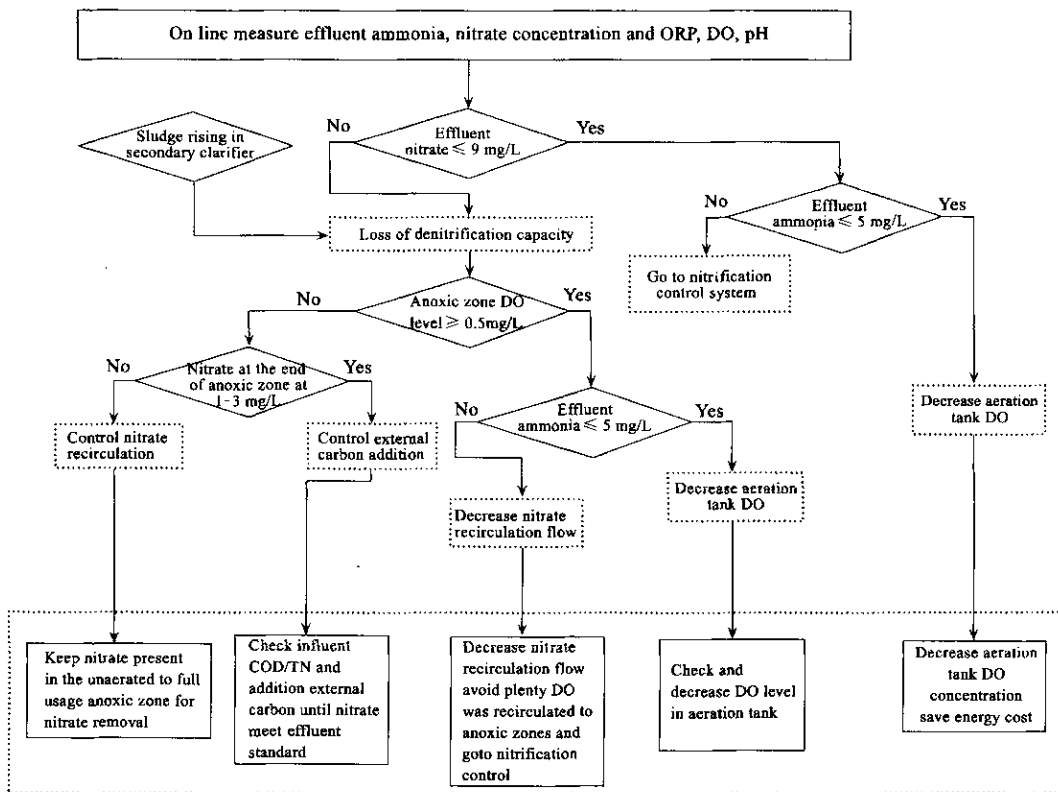 On line measure effluent ammonia, nitrate concentration and ORP, DO, pH
Sludge rising in
secondary clarifier
No
Effluent
nitrate ≤ 9 mg/L
Yes
No
Effluent
ammonia ≤ 5 mg/L
Yes
Loss of denitrification capacity
Go to nitrification
control system
No
Anoxic zone DO
level ≥ 0.5mg/L
Yes
No
Nitrate at the end
of anoxic zone at
1-3 mg/L
Yes
Control nitrate
recirculation
Control external
carbon addition
No
Effluent
ammonia ≤ 5 mg/L
Yes
Decrease aeration
tank DO
Decrease nitrate
recirculation flow
Decrease aeration
tank DO
Keep nitrate present
in the unaerated to full
usage anoxic zone for
nitrate removal
Check influent
COD/TN and
addition external
carbon until nitrate
meet effluent
standard
Decrease nitrate
recirculation flow
avoid plenty DO
was recirculated to
anoxic zones and
goto nitrification
control
Check and
decrease DO level
in aeration tank
Decrease aeration
tank DO
concentration
save energy cost